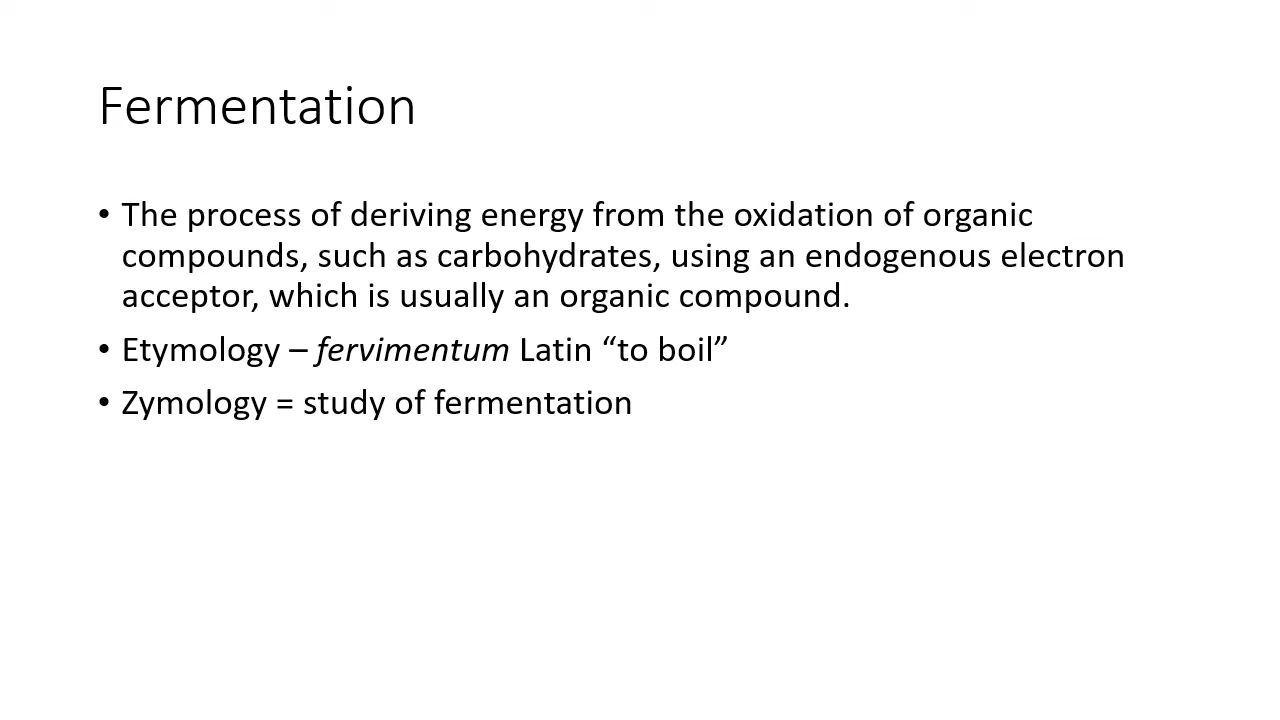 Fermentation
• The process of deriving energy from the oxidation of organic
compounds, such as carbohydrates, using an endogenous electron
acceptor, which is usually an organic compound.
• Etymology – fervimentum Latin “to boil”
• Zymology = study of fermentation